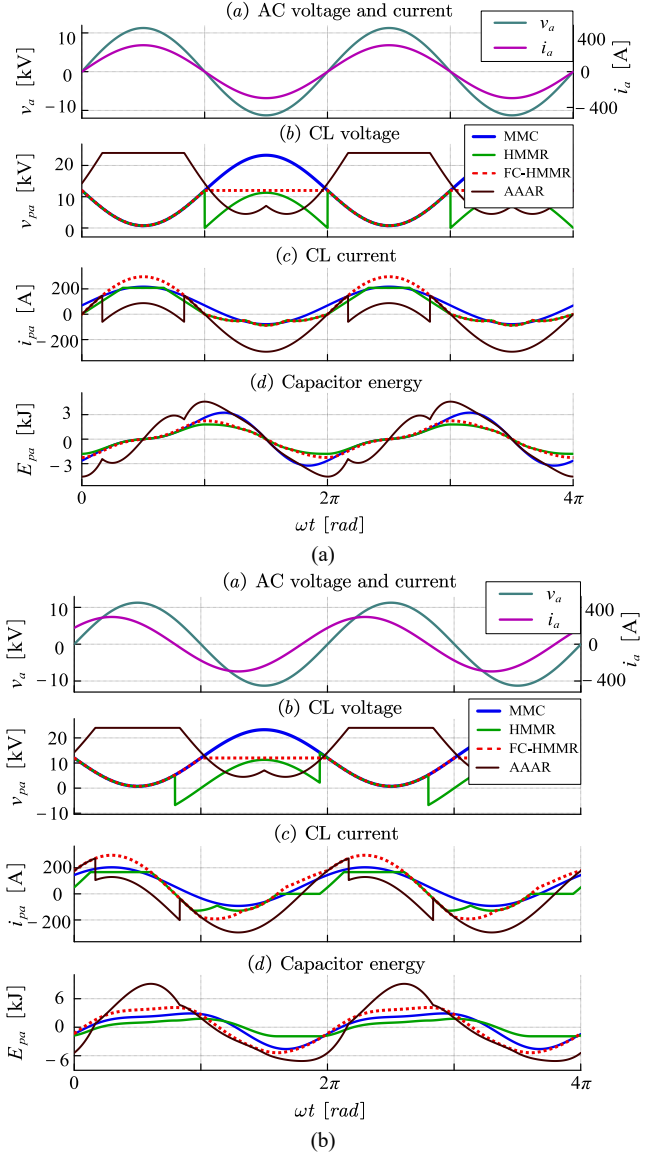 (a) AC voltage and current
10
0
−10
v_a [kV]
v_a
i_a
400
0
−400
i_a [A]
(b) CL voltage
20
10
0
v_pa [kV]
MMC
HMMR
FC-HMMR
AAAR
(c) CL current
200
0
−200
i_pa [A]
(d) Capacitor energy
3
0
−3
E_pa [kJ]
0
2π
4π
ωt [rad]
(a)
(a) AC voltage and current
10
0
−10
v_a [kV]
v_a
i_a
400
0
−400
i_a [A]
(b) CL voltage
20
10
0
−10
v_pa [kV]
MMC
HMMR
FC-HMMR
AAAR
(c) CL current
200
0
−200
i_pa [A]
(d) Capacitor energy
6
0
−6
E_pa [kJ]
0
2π
4π
ωt [rad]
(b)